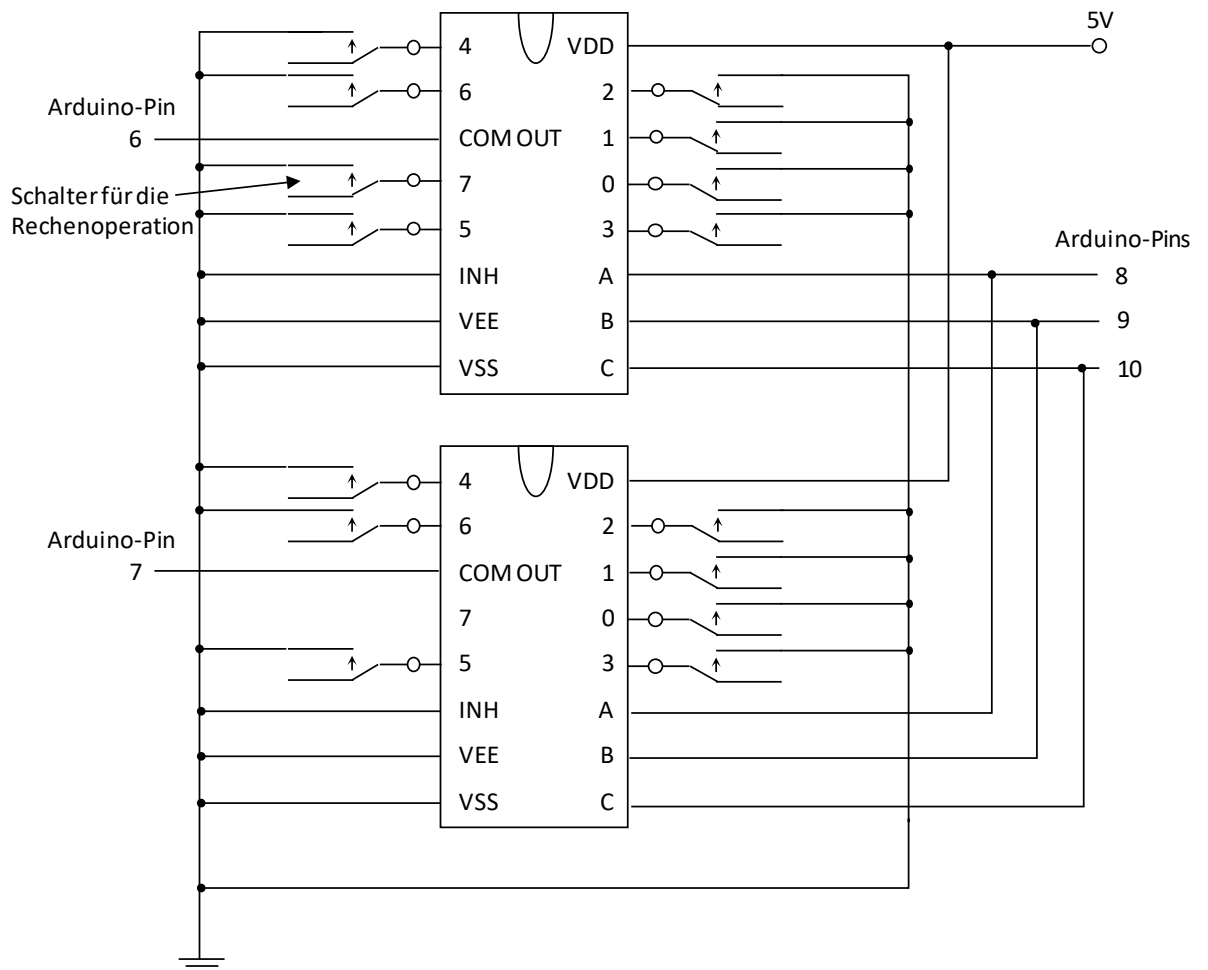 5V
4
VDD
6
2
Arduino-Pin
6
COM OUT
1
7
0
Schalter für die
Rechenoperation
5
3
Arduino-Pins
INH
A
8
VEE
B
9
VSS
C
10
4
VDD
6
2
Arduino-Pin
7
COM OUT
1
7
0
5
3
INH
A
VEE
B
VSS
C